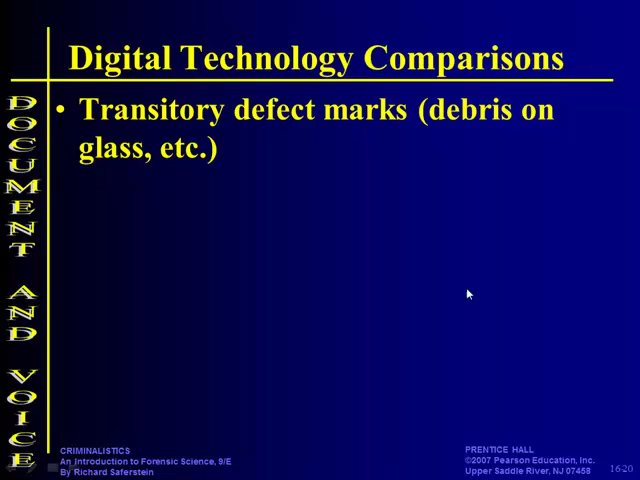 Digital Technology Comparisons
• Transitory defect marks (debris on
glass, etc.)
DOCUMENT AND VOICE
CRIMINALISTICS
An Introduction to Forensic Science, 9/E
By Richard Saferstein
PRENTICE HALL
©2007 Pearson Education, Inc.
Upper Saddle River, NJ 07458
16-20